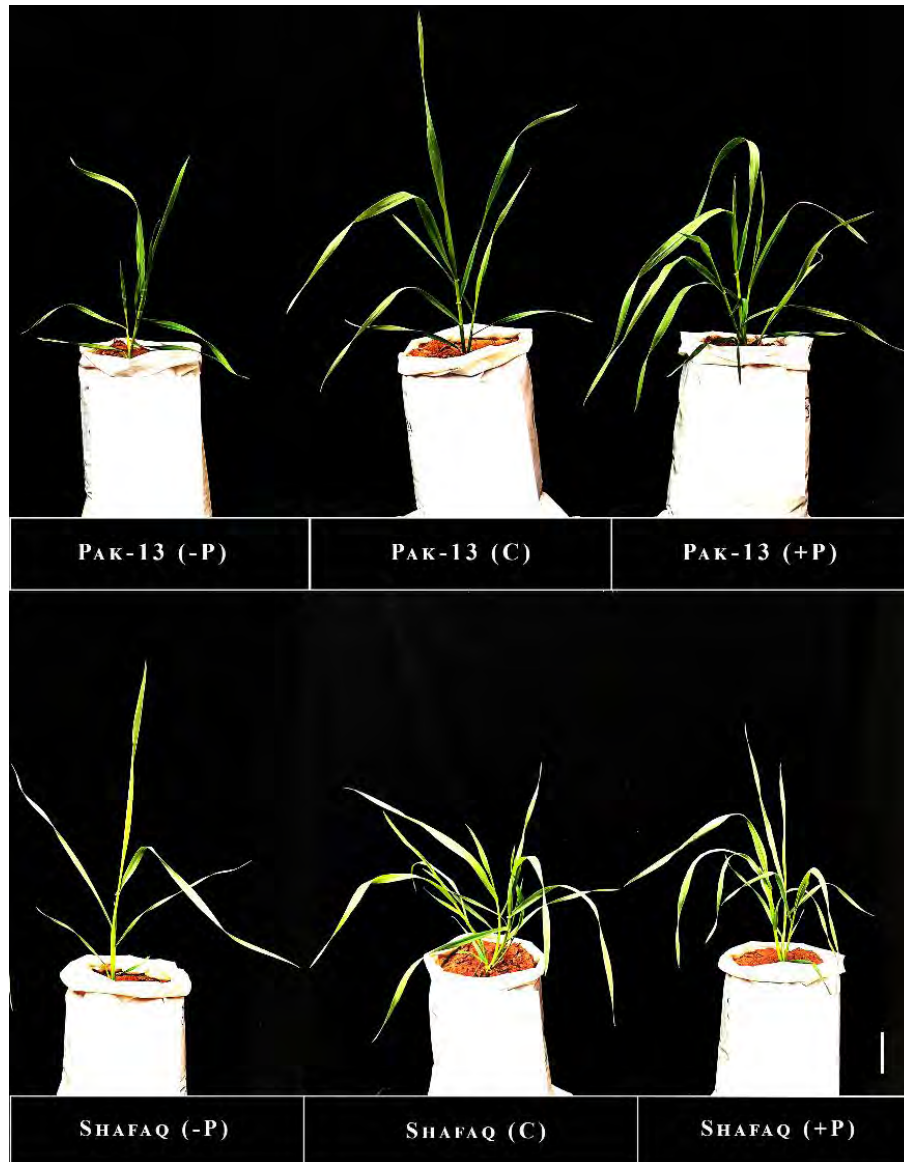 PAK-13 (-P)
PAK-13 (C)
PAK-13 (+P)
SHAFAQ (-P)
SHAFAQ (C)
SHAFAQ (+P)